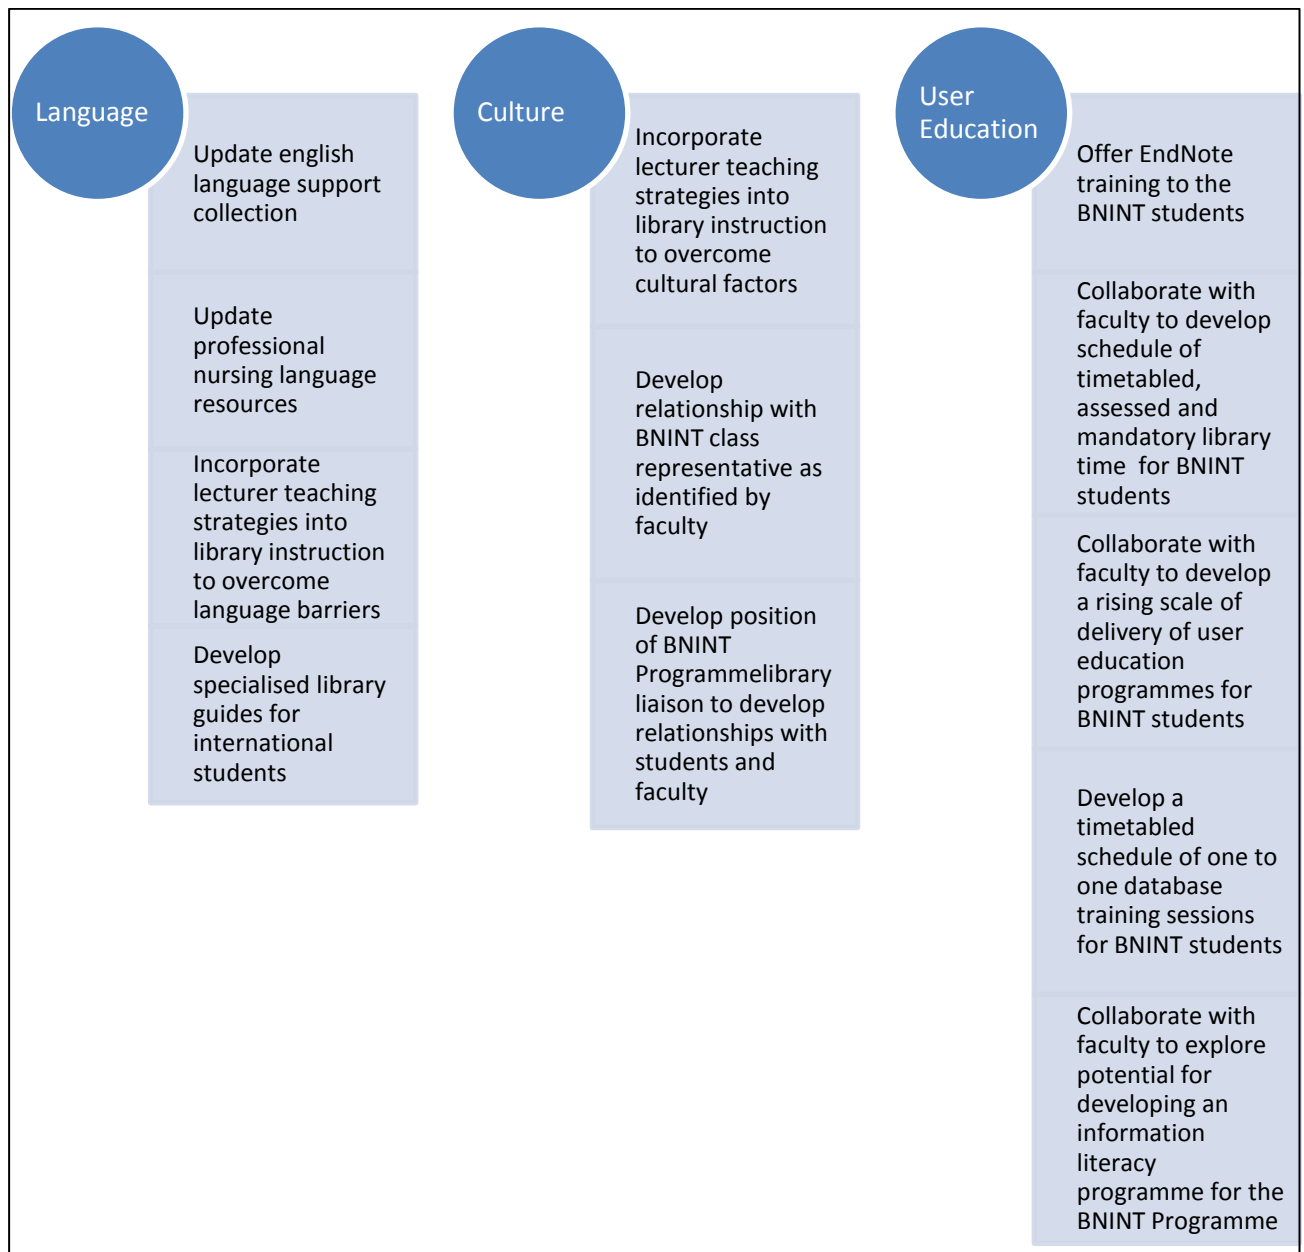 Language
Update english
language support
collection
Update
professional
nursing language
resources
Incorporate
lecturer teaching
strategies into
library instruction
to overcome
language barriers
Develop
specialised library
guides for
international
students
Culture
Incorporate
lecturer teaching
strategies into
library instruction
to overcome
cultural factors
Develop
relationship with
BNINT class
representative as
identified by
faculty
Develop position
of BNINT
Programmelibrary
liaison to develop
relationships with
students and
faculty
User
Education
Offer EndNote
training to the
BNINT students
Collaborate with
faculty to develop
schedule of
timetabled,
assessed and
mandatory library
time for BNINT
students
Collaborate with
faculty to develop
a rising scale of
delivery of user
education
programmes for
BNINT students
Develop a
timetabled
schedule of one to
one database
training sessions
for BNINT students
Collaborate with
faculty to explore
potential for
developing an
information
literacy
programme for the
BNINT Programme